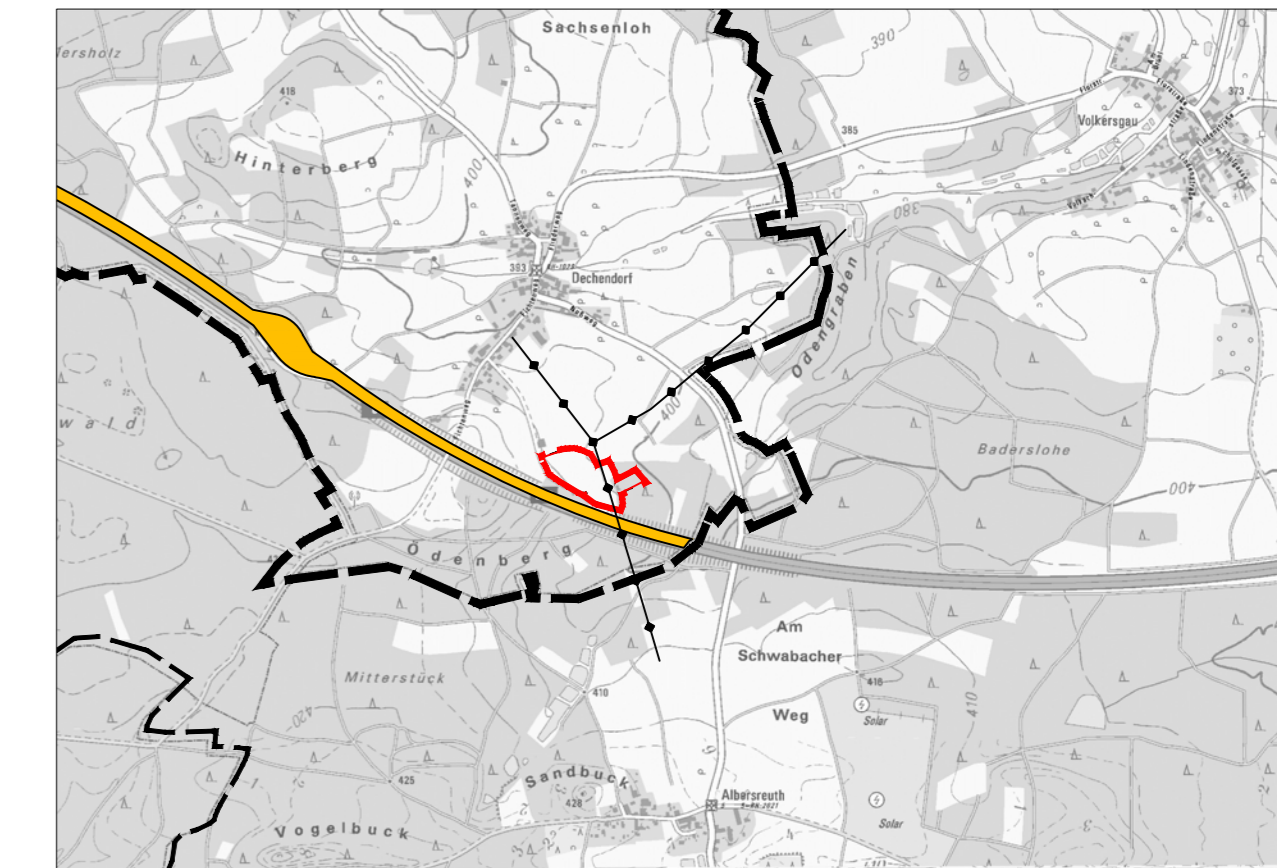 Sachsenloh
390
418
373
Volkersgau
385
Hinterberg
400
380
393
Dechendorf
Odengraben
400
wald
Baderslohe
400
Ödenberg
Am
Schwabacher
Mitterstück
416
410
Weg
Solar
410
420
425
Sandbuck
428
Albersreuth
Solar
Vogelbuck